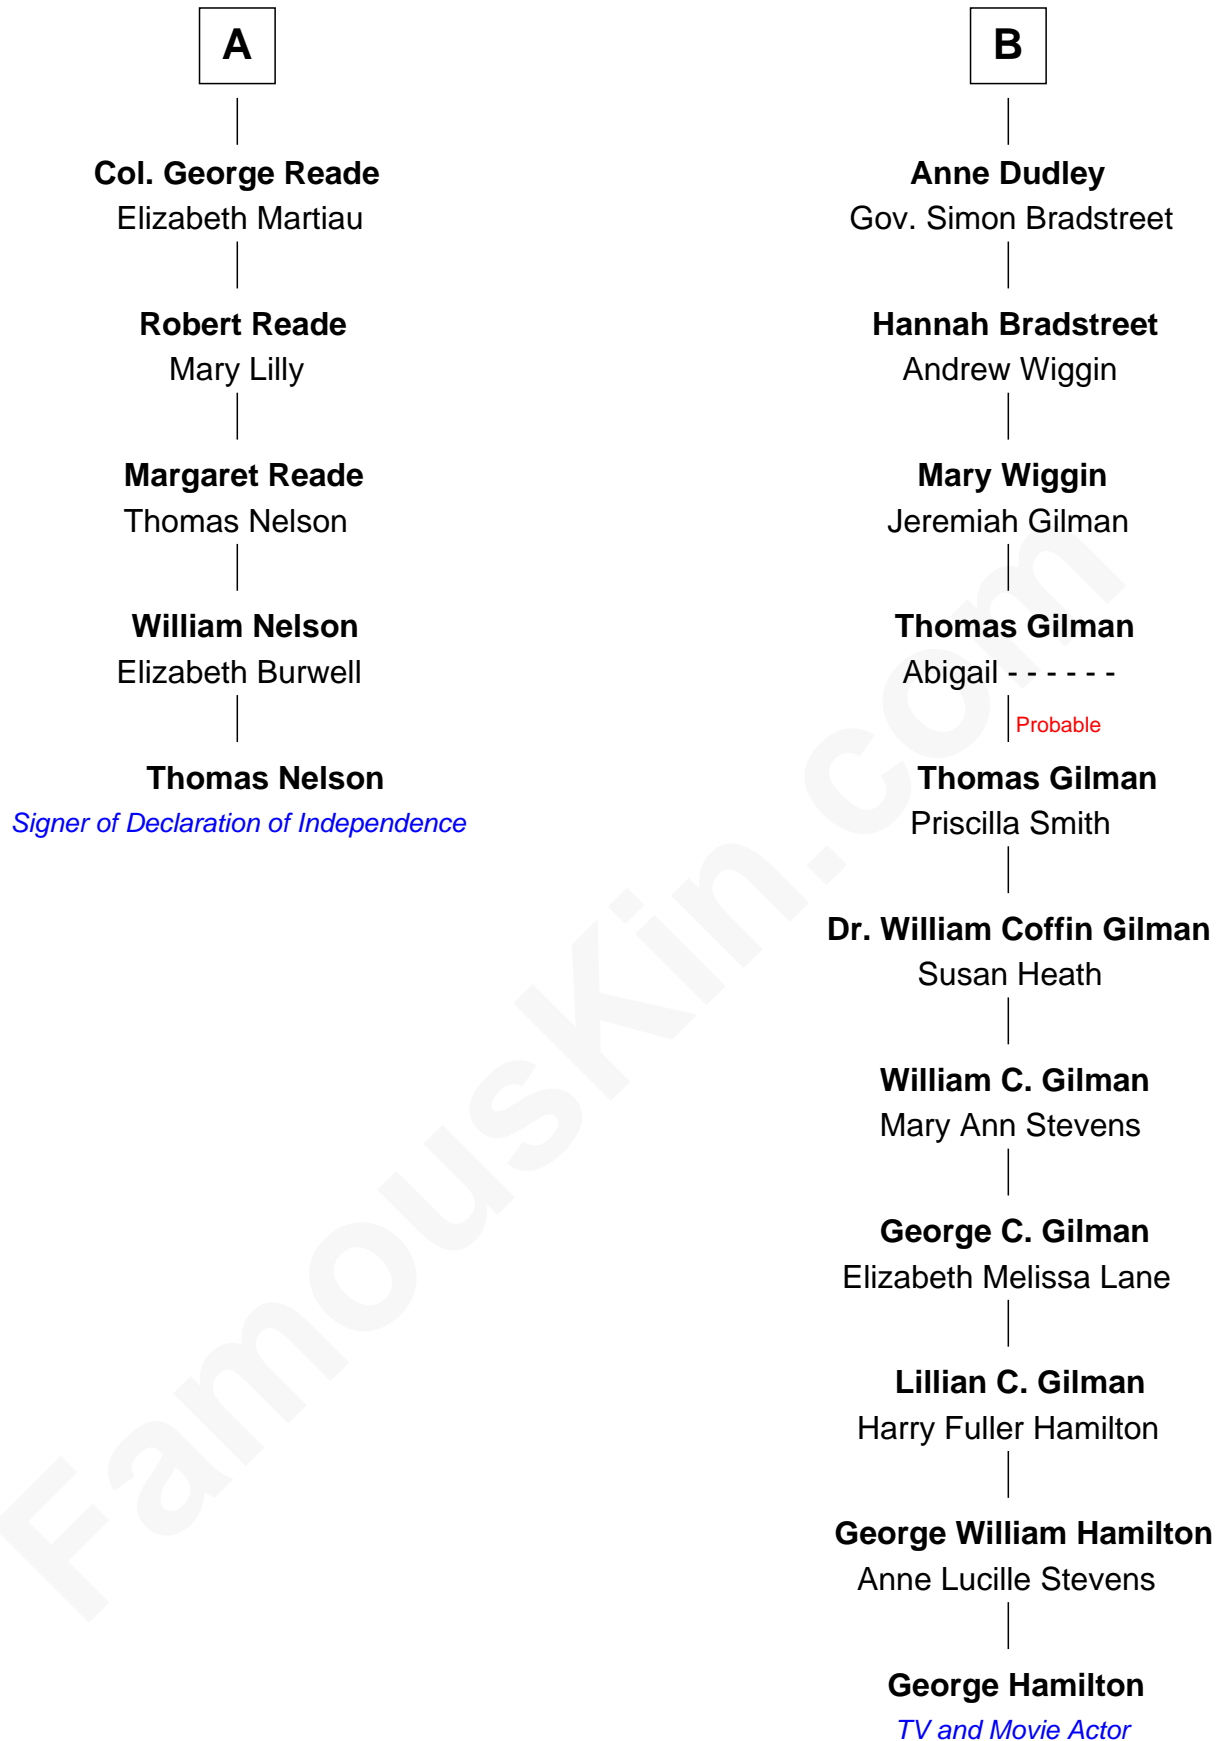 A
Col. George Reade
Elizabeth Martiau
Robert Reade
Mary Lilly
Margaret Reade
Thomas Nelson
William Nelson
Elizabeth Burwell
Thomas Nelson
Signer of Declaration of Independence
B
Anne Dudley
Gov. Simon Bradstreet
Hannah Bradstreet
Andrew Wiggin
Mary Wiggin
Jeremiah Gilman
Thomas Gilman
Abigail - - - - - -
Probable
Thomas Gilman
Priscilla Smith
Dr. William Coffin Gilman
Susan Heath
William C. Gilman
Mary Ann Stevens
George C. Gilman
Elizabeth Melissa Lane
Lillian C. Gilman
Harry Fuller Hamilton
George William Hamilton
Anne Lucille Stevens
George Hamilton
TV and Movie Actor
FamousKin.com